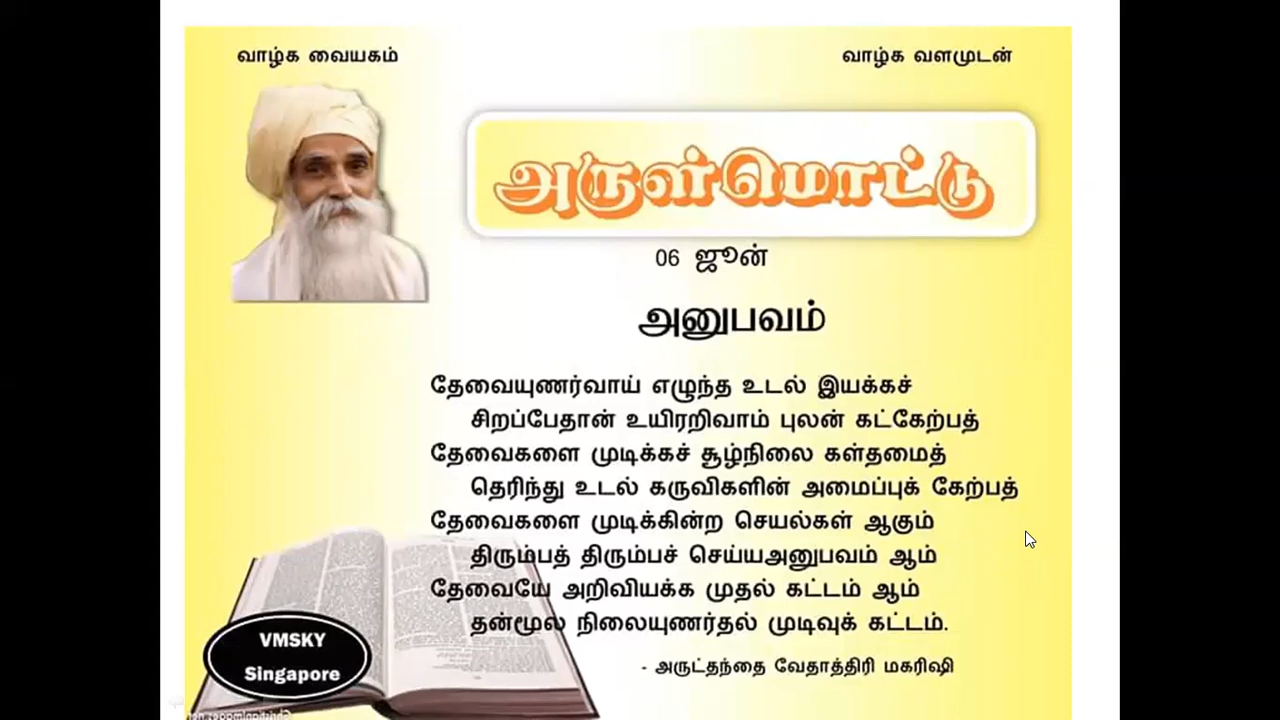 வாழ்க வையகம்
வாழ்க வளமுடன்
அருள்மொட்டு
06 ஜூன்
அனுபவம்
தேவையுணர்வாய் எழுந்த உடல் இயக்கச்
சிறப்பேதான் உயிரறிவாம் புலன் கட்கேற்பத்
தேவைகளை முடிக்கச் சூழ்நிலை கள்தமைத்
தெரிந்து உடல் கருவிகளின் அமைப்புக் கேற்பத்
தேவைகளை முடிக்கின்ற செயல்கள் ஆகும்
திரும்பத் திரும்பச் செய்யஅனுபவம் ஆம்
தேவையே அறிவியக்க முதல் கட்டம் ஆம்
தன்மூல நிலையுணர்தல் முடிவுக் கட்டம்.
- அருட்தந்தை வேதாத்திரி மகரிஷி
VMSKY
Singapore